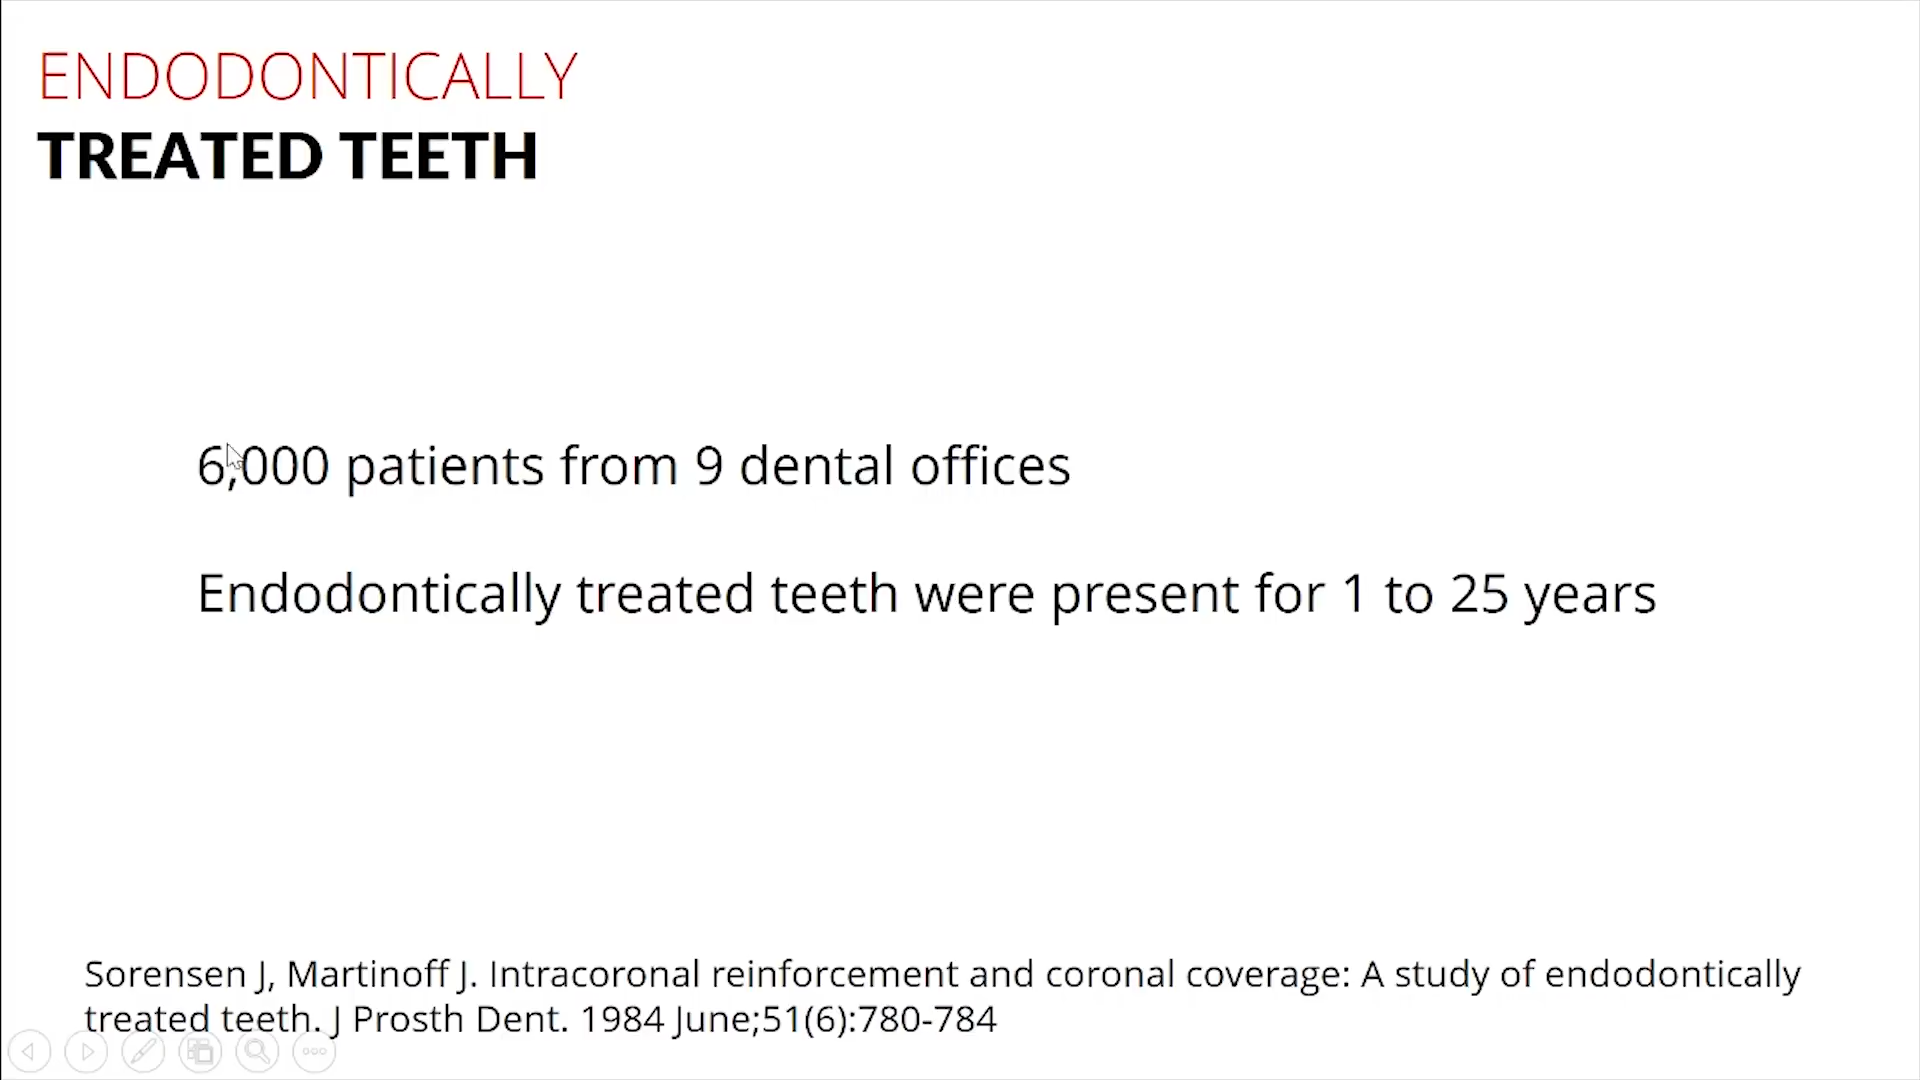 ENDODONTICALLY
TREATED TEETH
6,000 patients from 9 dental offices
Endodontically treated teeth were present for 1 to 25 years
Sorensen J, Martinoff J. Intracoronal reinforcement and coronal coverage: A study of endodontically
treated teeth. J Prosth Dent. 1984 June;51(6):780-784